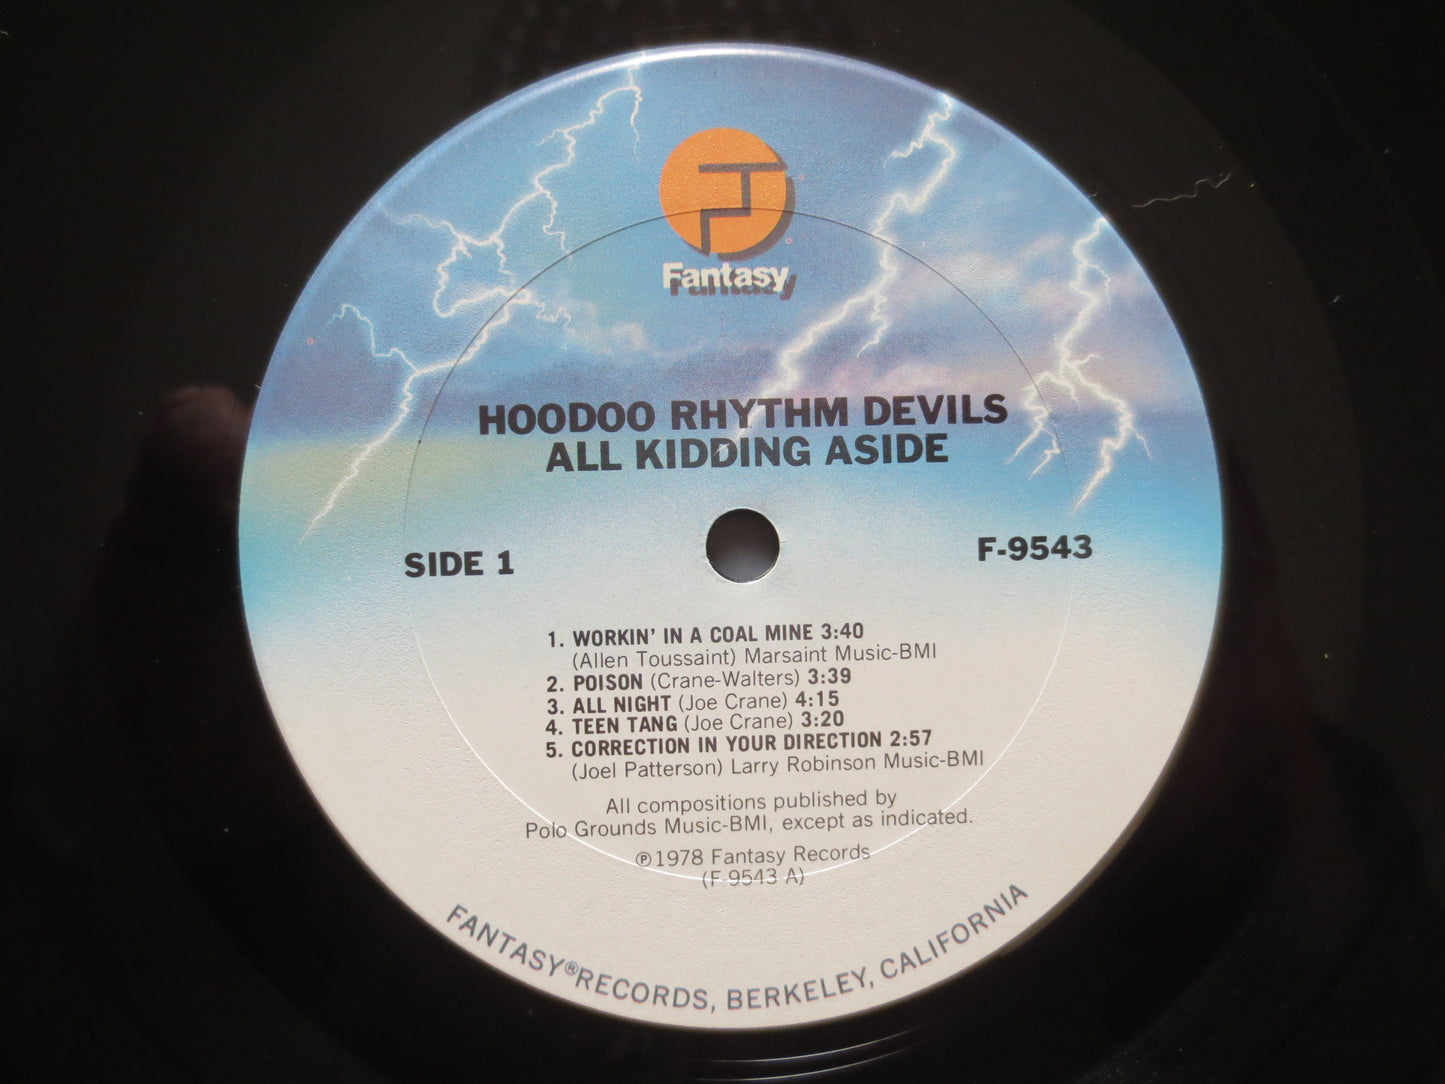 Fantasy
HOODOO RHYTHM DEVILS
ALL KIDDING ASIDE
SIDE 1
F-9543
1. WORKIN' IN A COAL MINE 3:40
(Allen Toussaint) Marsaint Music-BMI
2. POISON (Crane-Walters) 3:39
3. ALL NIGHT (Joe Crane) 4:15
4. TEEN TANG (Joe Crane) 3:20
5. CORRECTION IN YOUR DIRECTION 2:57
(Joel Patterson) Larry Robinson Music-BMI
All compositions published by
Polo Grounds Music-BMI, except as indicated.
℗1978 Fantasy Records
(F-9543 A)
FANTASY® RECORDS, BERKELEY, CALIFORNIA